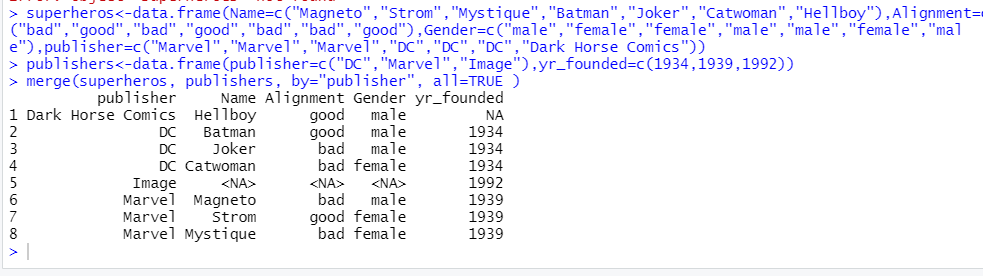 > superheros<-data.frame(Name=c("Magneto","Strom","Mystique","Batman","Joker","Catwoman","Hellboy"),Alignment=c
("bad","good","bad","good","bad","bad","good"),Gender=c("male","female","female","male","male","female","mal
e"),publisher=c("Marvel","Marvel","Marvel","DC","DC","DC","Dark Horse Comics"))
> publishers<-data.frame(publisher=c("DC","Marvel","Image"),yr_founded=c(1934,1939,1992))
> merge(superheros, publishers, by="publisher", all=TRUE )
publisher Name Alignment Gender yr_founded
1 Dark Horse Comics Hellboy good male NA
2 DC Batman good male 1934
3 DC Joker bad male 1934
4 DC Catwoman bad female 1934
5 Image <NA> <NA> <NA> 1992
6 Marvel Magneto bad male 1939
7 Marvel Strom good female 1939
8 Marvel Mystique bad female 1939
>